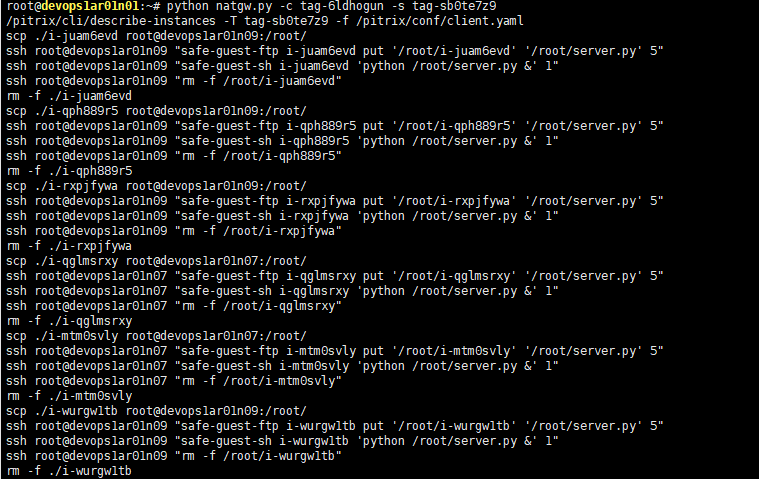 root@devops1ar01n01:~# python natgw.py -c tag-6ldhogun -s tag-sb0te7z9
/pitrix/cli/describe-instances -T tag-sb0te7z9 -f /pitrix/conf/client.yaml
scp ./i-juam6evd root@devops1ar01n09:/root/
ssh root@devops1ar01n09 "safe-guest-ftp i-juam6evd put '/root/i-juam6evd' '/root/server.py' 5"
ssh root@devops1ar01n09 "safe-guest-sh i-juam6evd 'python /root/server.py &' 1"
ssh root@devops1ar01n09 "rm -f /root/i-juam6evd"
rm -f ./i-juam6evd
scp ./i-qph889r5 root@devops1ar01n09:/root/
ssh root@devops1ar01n09 "safe-guest-ftp i-qph889r5 put '/root/i-qph889r5' '/root/server.py' 5"
ssh root@devops1ar01n09 "safe-guest-sh i-qph889r5 'python /root/server.py &' 1"
ssh root@devops1ar01n09 "rm -f /root/i-qph889r5"
rm -f ./i-qph889r5
scp ./i-rxpjfywa root@devops1ar01n09:/root/
ssh root@devops1ar01n09 "safe-guest-ftp i-rxpjfywa put '/root/i-rxpjfywa' '/root/server.py' 5"
ssh root@devops1ar01n09 "safe-guest-sh i-rxpjfywa 'python /root/server.py &' 1"
ssh root@devops1ar01n09 "rm -f /root/i-rxpjfywa"
rm -f ./i-rxpjfywa
scp ./i-qglmsrxy root@devops1ar01n07:/root/
ssh root@devops1ar01n07 "safe-guest-ftp i-qglmsrxy put '/root/i-qglmsrxy' '/root/server.py' 5"
ssh root@devops1ar01n07 "safe-guest-sh i-qglmsrxy 'python /root/server.py &' 1"
ssh root@devops1ar01n07 "rm -f /root/i-qglmsrxy"
rm -f ./i-qglmsrxy
scp ./i-mtm0svly root@devops1ar01n07:/root/
ssh root@devops1ar01n07 "safe-guest-ftp i-mtm0svly put '/root/i-mtm0svly' '/root/server.py' 5"
ssh root@devops1ar01n07 "safe-guest-sh i-mtm0svly 'python /root/server.py &' 1"
ssh root@devops1ar01n07 "rm -f /root/i-mtm0svly"
rm -f ./i-mtm0svly
scp ./i-wurgw1tb root@devops1ar01n09:/root/
ssh root@devops1ar01n09 "safe-guest-ftp i-wurgw1tb put '/root/i-wurgw1tb' '/root/server.py' 5"
ssh root@devops1ar01n09 "safe-guest-sh i-wurgw1tb 'python /root/server.py &' 1"
ssh root@devops1ar01n09 "rm -f /root/i-wurgw1tb"
rm -f ./i-wurgw1tb